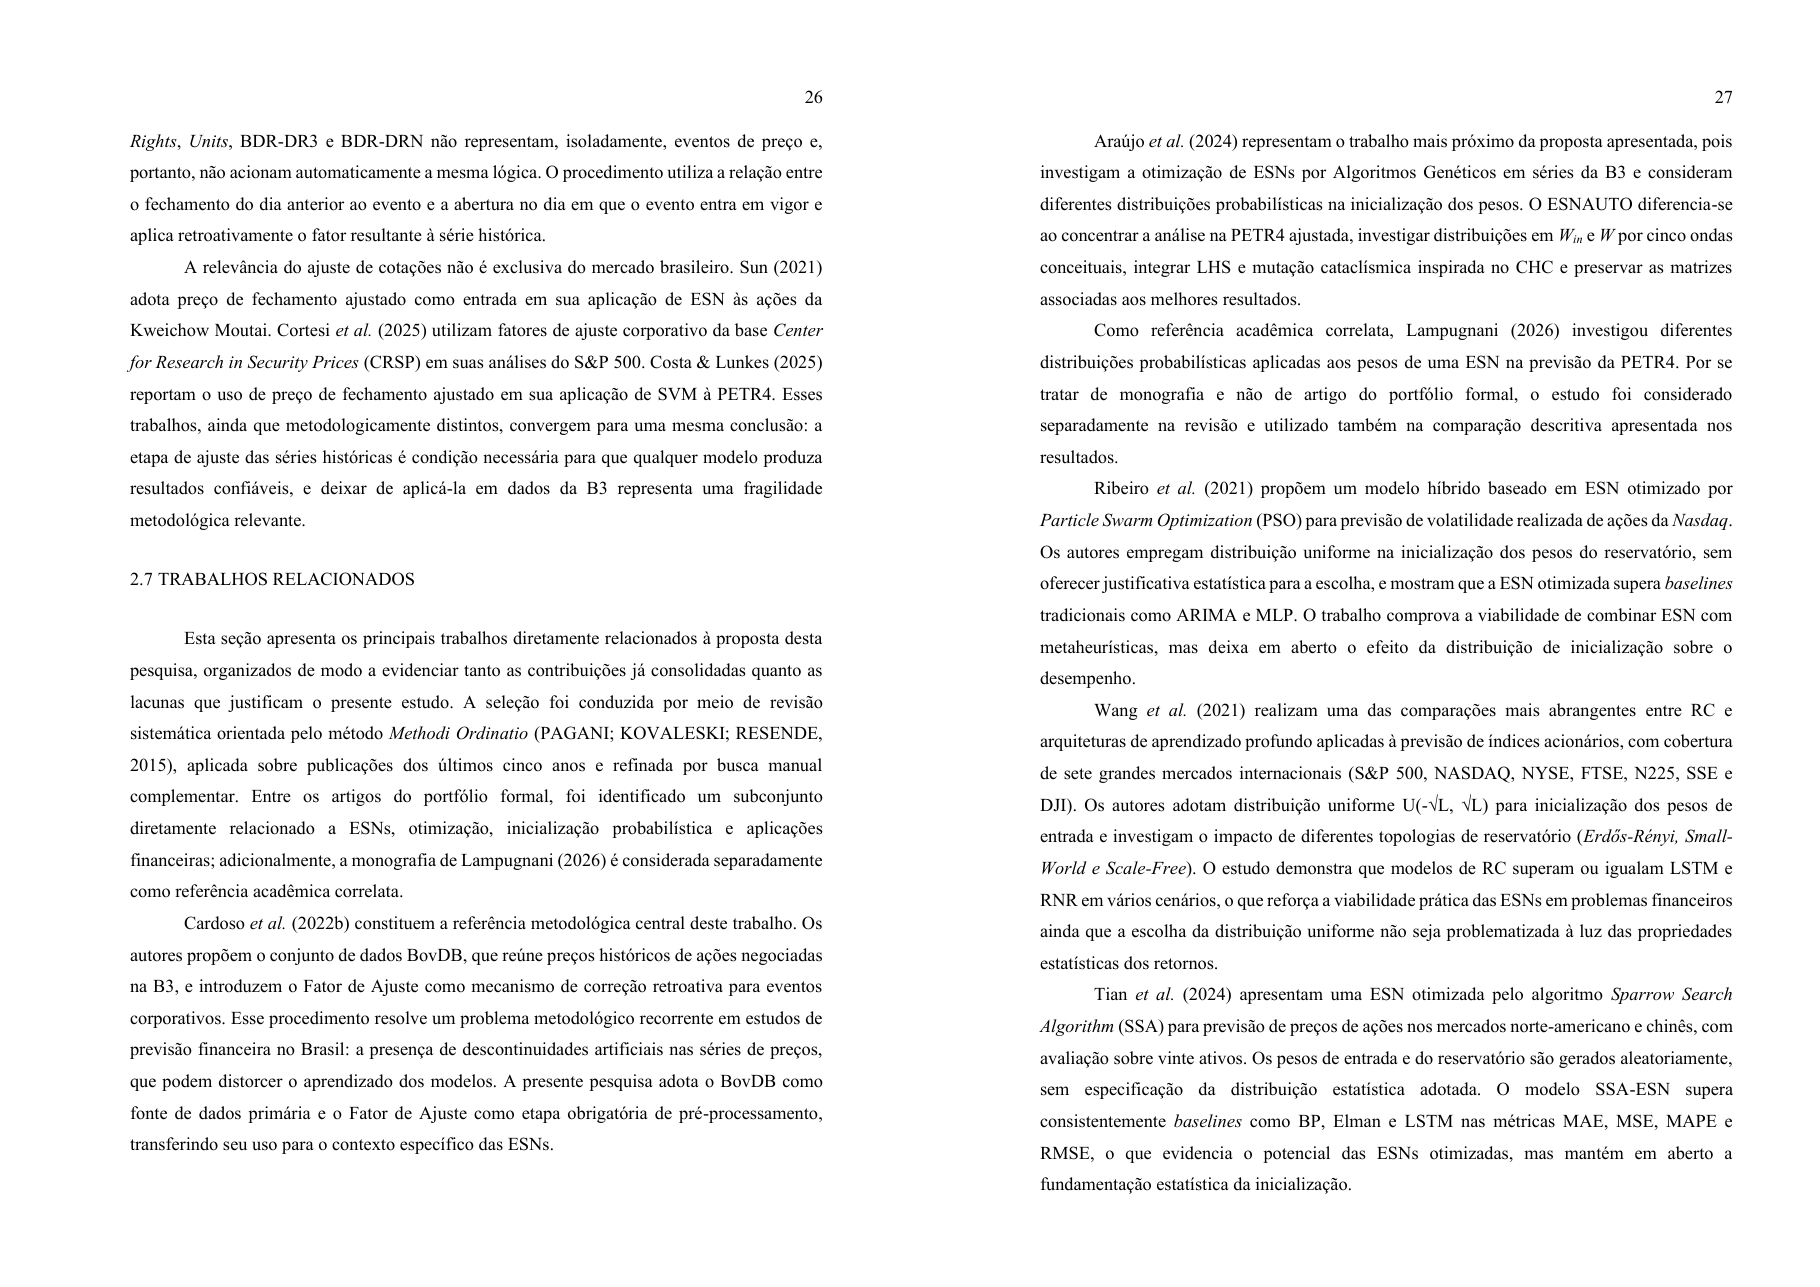 26
Rights, Units, BDR-DR3 e BDR-DRN não representam, isoladamente, eventos de preço e,
portanto, não acionam automaticamente a mesma lógica. O procedimento utiliza a relação entre
o fechamento do dia anterior ao evento e a abertura no dia em que o evento entra em vigor e
aplica retroativamente o fator resultante à série histórica.
A relevância do ajuste de cotações não é exclusiva do mercado brasileiro. Sun (2021)
adota preço de fechamento ajustado como entrada em sua aplicação de ESN às ações da
Kweichow Moutai. Cortesi et al. (2025) utilizam fatores de ajuste corporativo da base Center
for Research in Security Prices (CRSP) em suas análises do S&P 500. Costa & Lunkes (2025)
reportam o uso de preço de fechamento ajustado em sua aplicação de SVM à PETR4. Esses
trabalhos, ainda que metodologicamente distintos, convergem para uma mesma conclusão: a
etapa de ajuste das séries históricas é condição necessária para que qualquer modelo produza
resultados confiáveis, e deixar de aplicá-la em dados da B3 representa uma fragilidade
metodológica relevante.
2.7 TRABALHOS RELACIONADOS
Esta seção apresenta os principais trabalhos diretamente relacionados à proposta desta
pesquisa, organizados de modo a evidenciar tanto as contribuições já consolidadas quanto as
lacunas que justificam o presente estudo. A seleção foi conduzida por meio de revisão
sistemática orientada pelo método Methodi Ordinatio (PAGANI; KOVALESKI; RESENDE,
2015), aplicada sobre publicações dos últimos cinco anos e refinada por busca manual
complementar. Entre os artigos do portfólio formal, foi identificado um subconjunto
diretamente relacionado a ESNs, otimização, inicialização probabilística e aplicações
financeiras; adicionalmente, a monografia de Lampugnani (2026) é considerada separadamente
como referência acadêmica correlata.
Cardoso et al. (2022b) constituem a referência metodológica central deste trabalho. Os
autores propõem o conjunto de dados BovDB, que reúne preços históricos de ações negociadas
na B3, e introduzem o Fator de Ajuste como mecanismo de correção retroativa para eventos
corporativos. Esse procedimento resolve um problema metodológico recorrente em estudos de
previsão financeira no Brasil: a presença de descontinuidades artificiais nas séries de preços,
que podem distorcer o aprendizado dos modelos. A presente pesquisa adota o BovDB como
fonte de dados primária e o Fator de Ajuste como etapa obrigatória de pré-processamento,
transferindo seu uso para o contexto específico das ESNs.
27
Araújo et al. (2024) representam o trabalho mais próximo da proposta apresentada, pois
investigam a otimização de ESNs por Algoritmos Genéticos em séries da B3 e consideram
diferentes distribuições probabilísticas na inicialização dos pesos. O ESNAUTO diferencia-se
ao concentrar a análise na PETR4 ajustada, investigar distribuições em Win e W por cinco ondas
conceituais, integrar LHS e mutação cataclísmica inspirada no CHC e preservar as matrizes
associadas aos melhores resultados.
Como referência acadêmica correlata, Lampugnani (2026) investigou diferentes
distribuições probabilísticas aplicadas aos pesos de uma ESN na previsão da PETR4. Por se
tratar de monografia e não de artigo do portfólio formal, o estudo foi considerado
separadamente na revisão e utilizado também na comparação descritiva apresentada nos
resultados.
Ribeiro et al. (2021) propõem um modelo híbrido baseado em ESN otimizado por
Particle Swarm Optimization (PSO) para previsão de volatilidade realizada de ações da Nasdaq.
Os autores empregam distribuição uniforme na inicialização dos pesos do reservatório, sem
oferecer justificativa estatística para a escolha, e mostram que a ESN otimizada supera baselines
tradicionais como ARIMA e MLP. O trabalho comprova a viabilidade de combinar ESN com
metaheurísticas, mas deixa em aberto o efeito da distribuição de inicialização sobre o
desempenho.
Wang et al. (2021) realizam uma das comparações mais abrangentes entre RC e
arquiteturas de aprendizado profundo aplicadas à previsão de índices acionários, com cobertura
de sete grandes mercados internacionais (S&P 500, NASDAQ, NYSE, FTSE, N225, SSE e
DJI). Os autores adotam distribuição uniforme U(-√L, √L) para inicialização dos pesos de
entrada e investigam o impacto de diferentes topologias de reservatório (Erdős-Rényi, Small-
World e Scale-Free). O estudo demonstra que modelos de RC superam ou igualam LSTM e
RNR em vários cenários, o que reforça a viabilidade prática das ESNs em problemas financeiros
ainda que a escolha da distribuição uniforme não seja problematizada à luz das propriedades
estatísticas dos retornos.
Tian et al. (2024) apresentam uma ESN otimizada pelo algoritmo Sparrow Search
Algorithm (SSA) para previsão de preços de ações nos mercados norte-americano e chinês, com
avaliação sobre vinte ativos. Os pesos de entrada e do reservatório são gerados aleatoriamente,
sem especificação da distribuição estatística adotada. O modelo SSA-ESN supera
consistentemente baselines como BP, Elman e LSTM nas métricas MAE, MSE, MAPE e
RMSE, o que evidencia o potencial das ESNs otimizadas, mas mantém em aberto a
fundamentação estatística da inicialização.